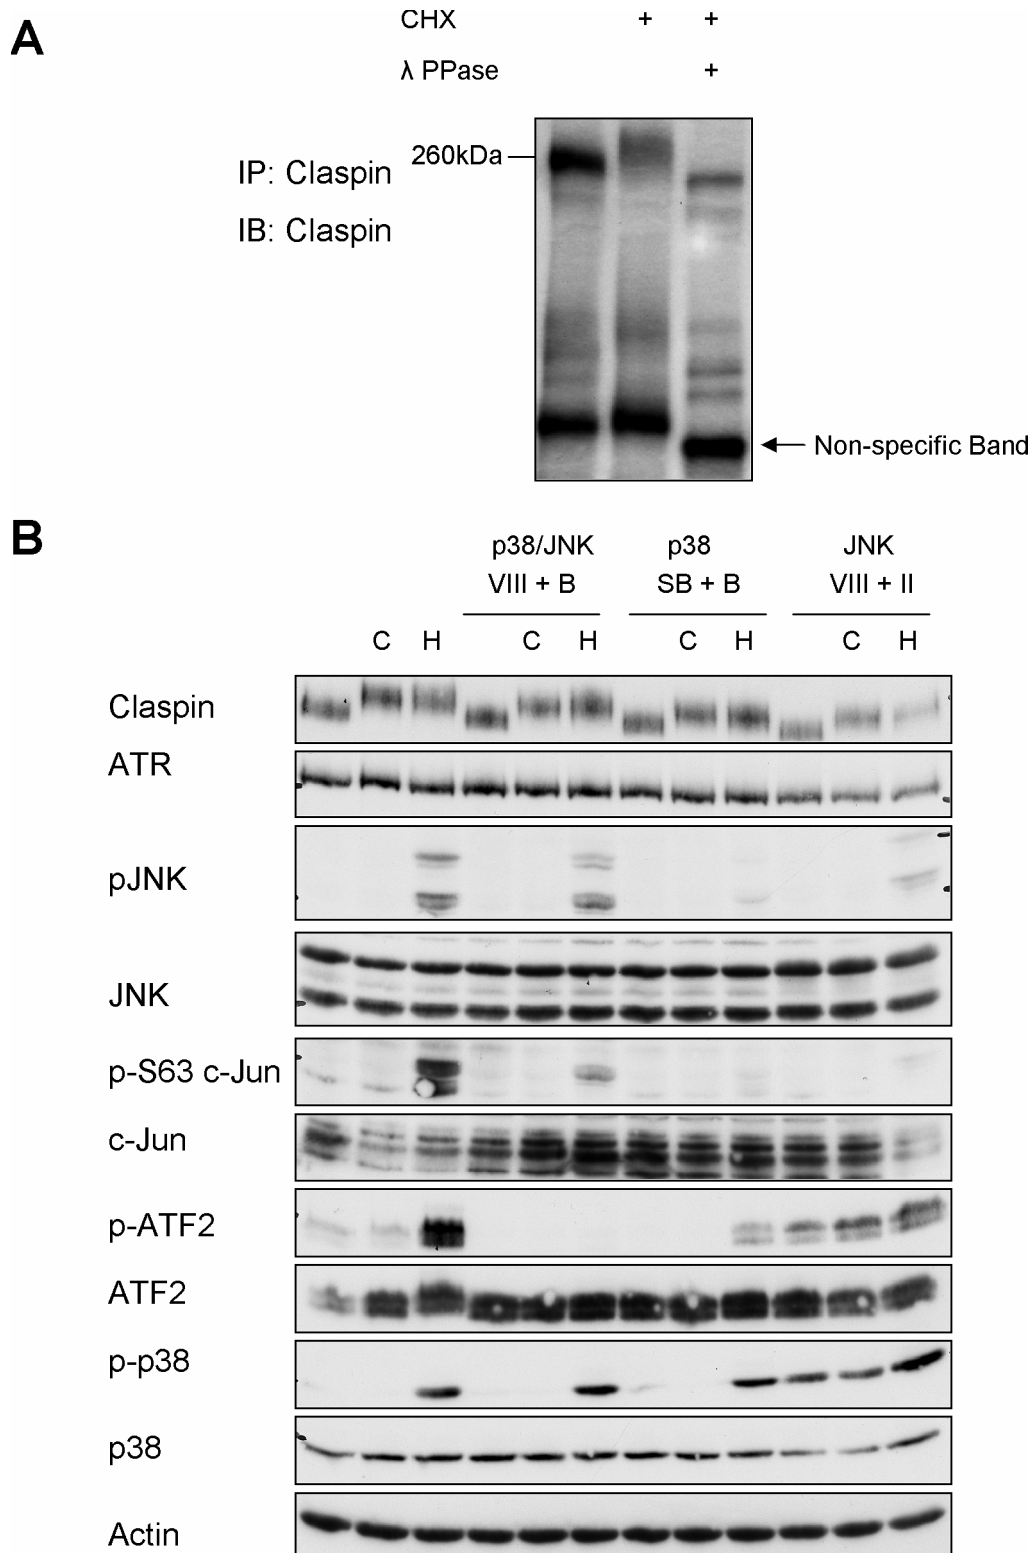 A
CHX + +
λ PPase +
260kDa
IP: Claspin
IB: Claspin
Non-specific Band
B
p38/JNK p38 JNK
VIII + B SB + B VIII + II
C H C H C H C H
Claspin
ATR
pJNK
JNK
p-S63 c-Jun
c-Jun
p-ATF2
ATF2
p-p38
p38
Actin